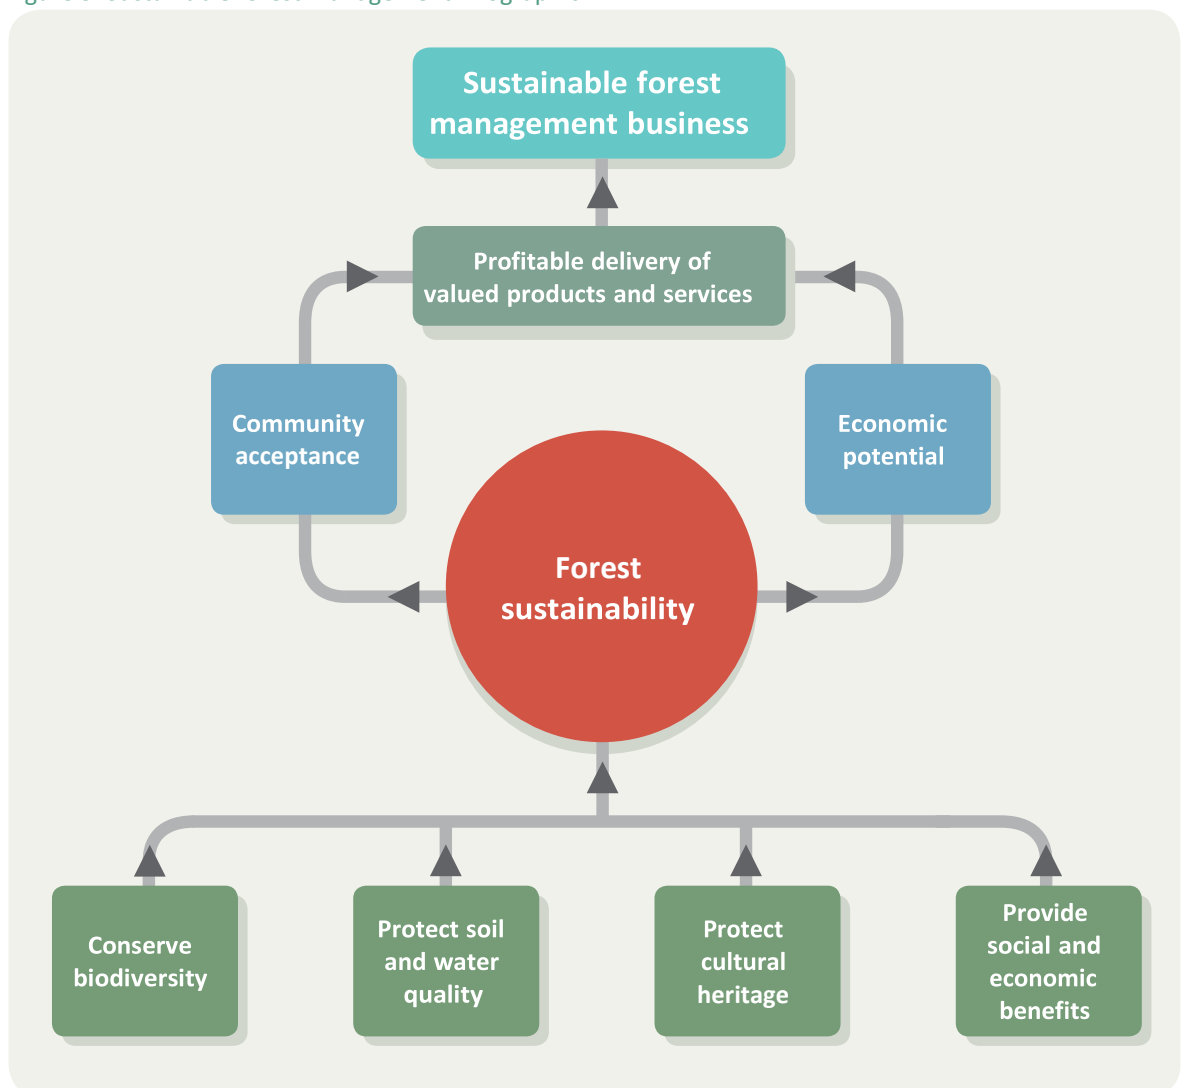 Sustainable forest
management business
Profitable delivery of
valued products and services
Community
acceptance
Economic
potential
Forest
sustainability
Conserve
biodiversity
Protect soil
and water
quality
Protect
cultural
heritage
Provide
social and
economic
benefits